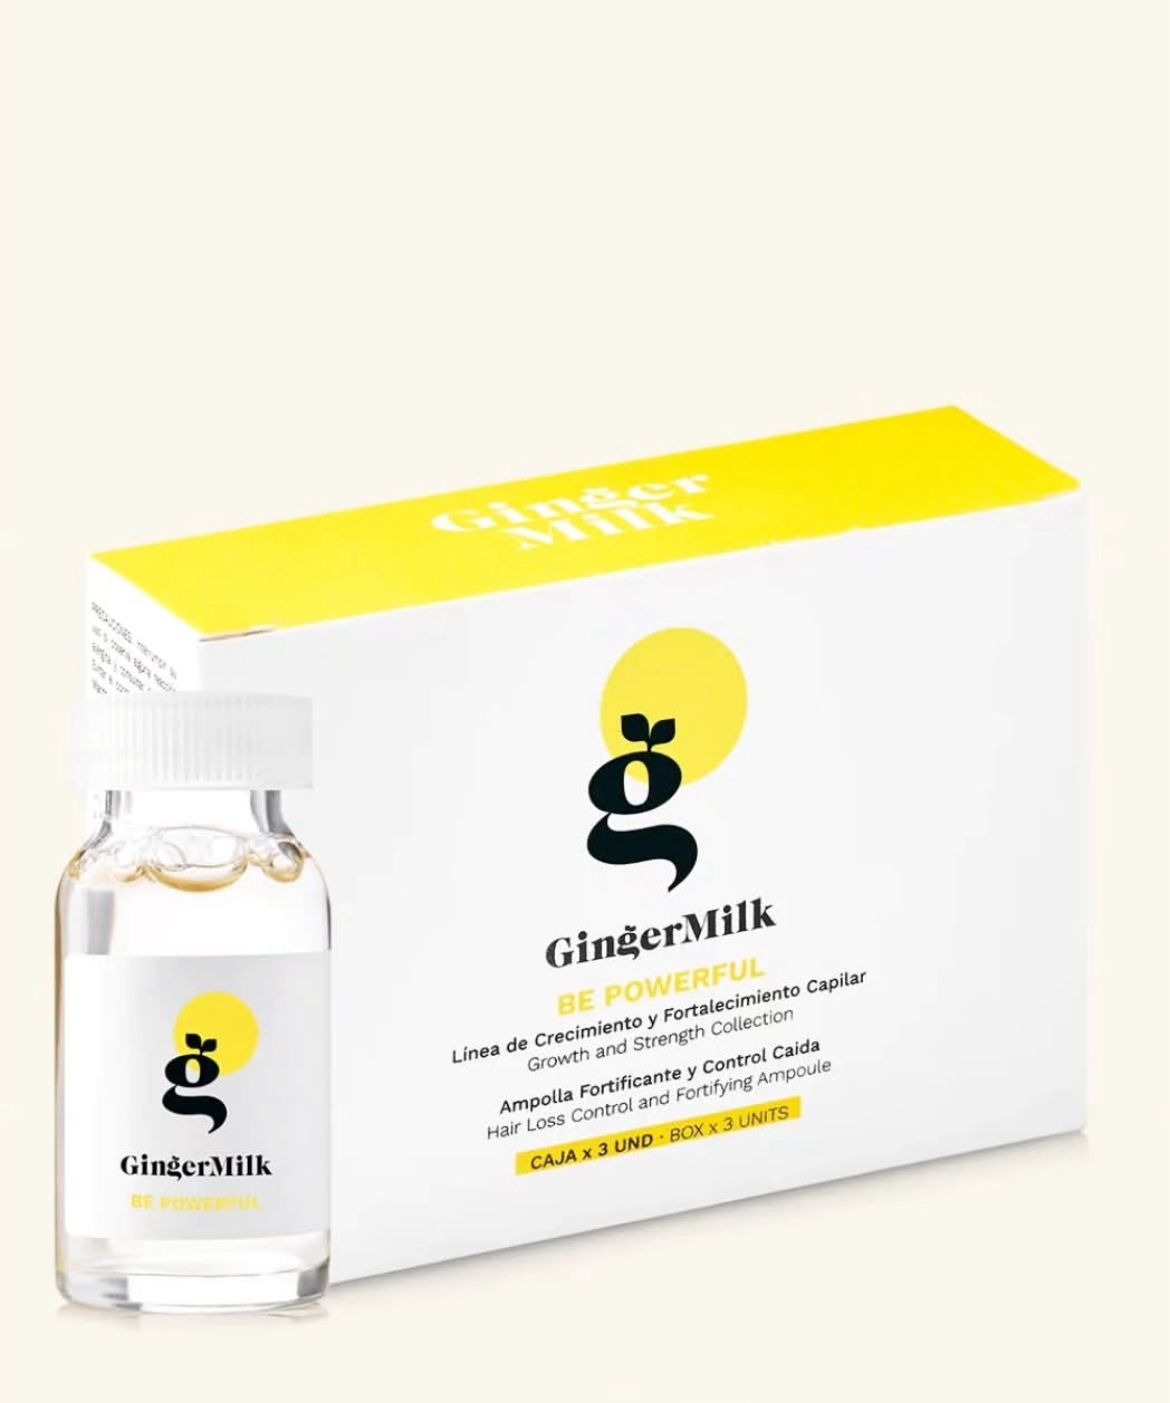 Ginger
Milk
PRECAUCIONES:
g
GingerMilk
BE POWERFUL
Línea de Crecimiento y Fortalecimiento Capilar
Growth and Strength Collection
Ampolla Fortificante y Control Caida
Hair Loss Control and Fortifying Ampoule
CAJA x 3 UND · BOX x 3 UNITS
g
GingerMilk
BE POWERFUL